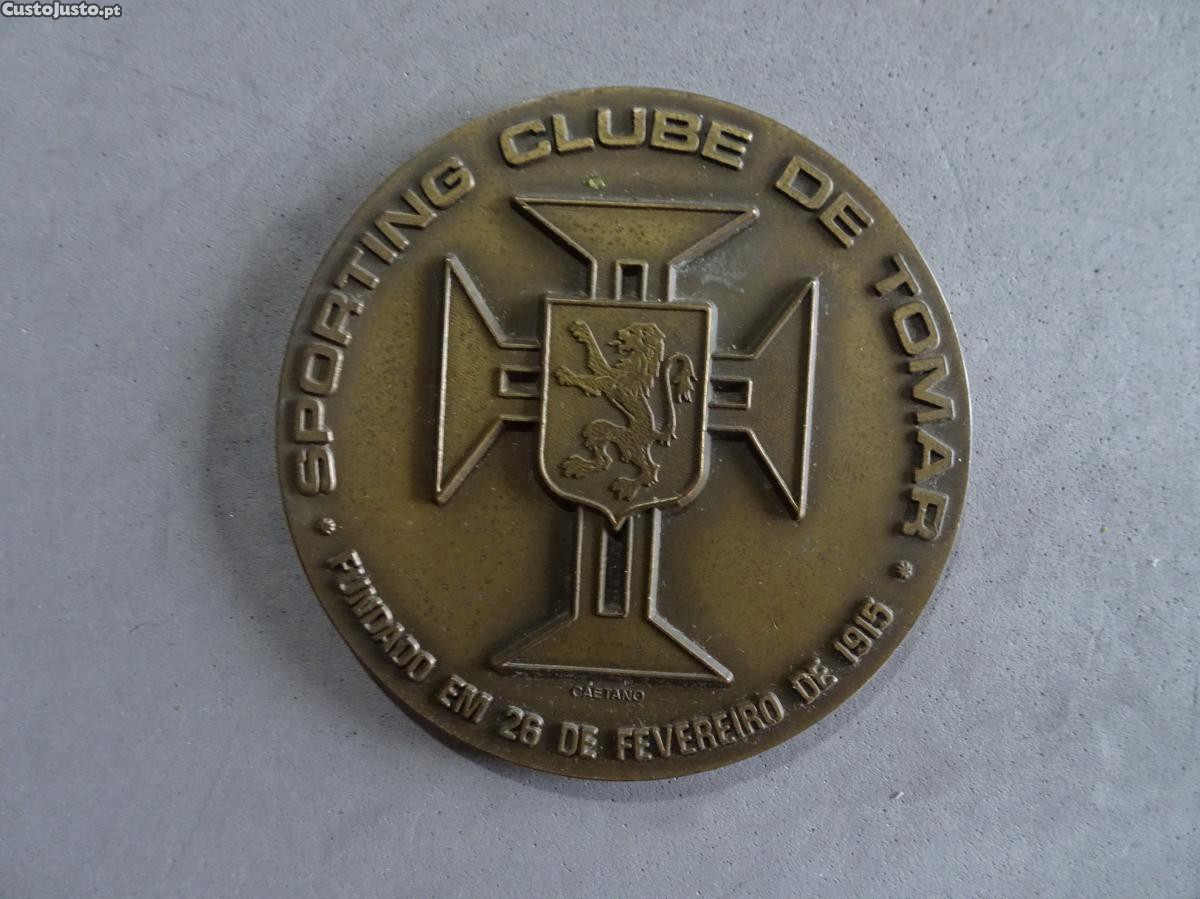 CustoJusto.pt
SPORTING CLUBE DE TOMAR
CAETANO
* FUNDADO EM 26 DE FEVEREIRO DE 1915 *